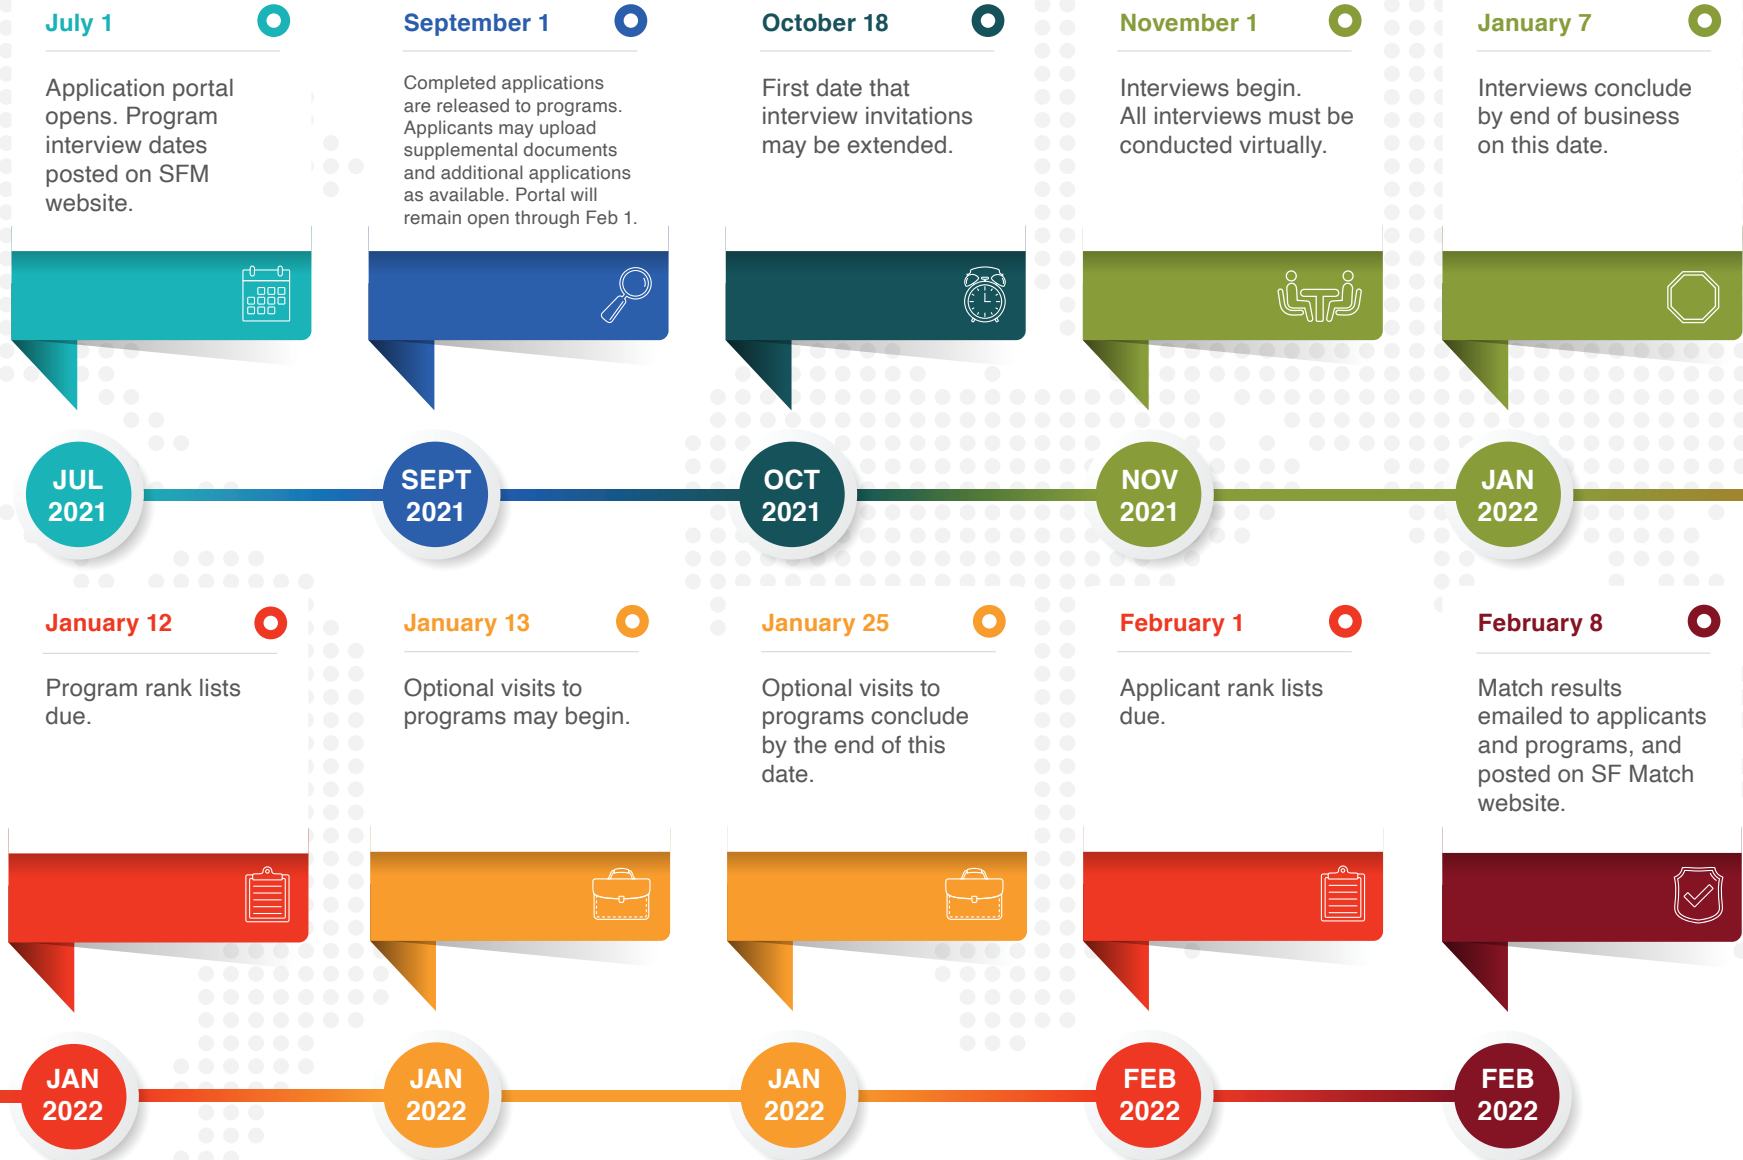 July 1
Application portal
opens. Program
interview dates
posted on SFM
website.
September 1
Completed applications
are released to programs.
Applicants may upload
supplemental documents
and additional applications
as available. Portal will
remain open through Feb 1.
October 18
First date that
interview invitations
may be extended.
November 1
Interviews begin.
All interviews must be
conducted virtually.
January 7
Interviews conclude
by end of business
on this date.
JUL
2021
SEPT
2021
OCT
2021
NOV
2021
JAN
2022
January 12
Program rank lists
due.
January 13
Optional visits to
programs may begin.
January 25
Optional visits to
programs conclude
by the end of this
date.
February 1
Applicant rank lists
due.
February 8
Match results
emailed to applicants
and programs, and
posted on SF Match
website.
JAN
2022
JAN
2022
JAN
2022
FEB
2022
FEB
2022